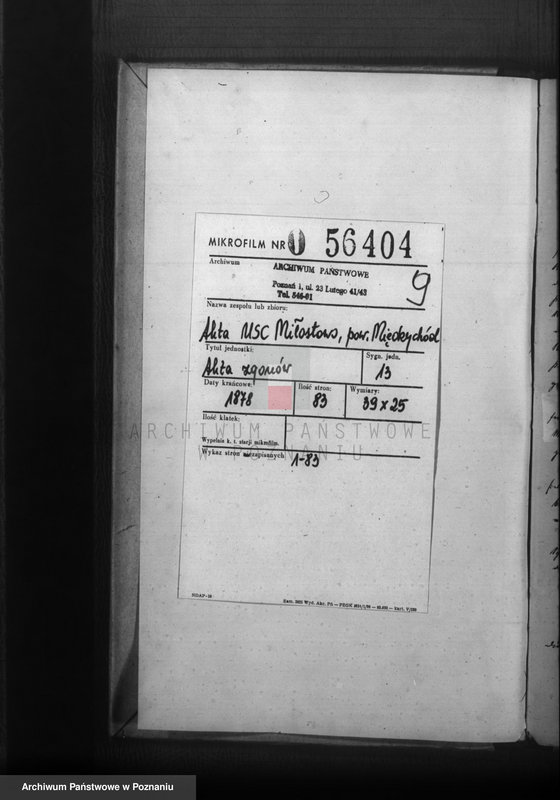 MIKROFILM NR 0 56404
Archiwum
ARCHIWUM PAŃSTWOWE
Poznań 1, ul. 23 Lutego 41/43
Tel. 546-01
9
Nazwa zespołu lub zbioru:
Akta USC Miłostowo, pow. Międzychód
Tytuł jednostki:
Akta zgonów
Sygn. jedn.
13
Daty krańcowe:
1878
Ilość stron:
83
Wymiary:
39 x 25
Ilość klatek:
Wypełnia k. t. stacji mikrofilm.
Wykaz stron niezapisanych
1-83
ARCHIWUM PAŃSTWOWE
W POZNANIU
Archiwum Państwowe w Poznaniu